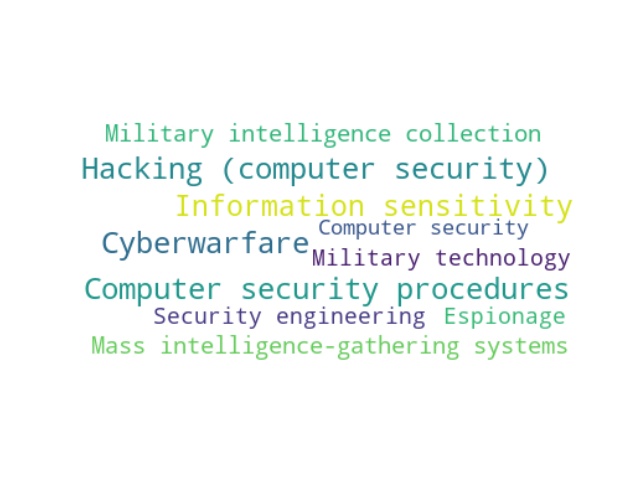 Military intelligence collection
Hacking (computer security)
Information sensitivity
Computer security
Cyberwarfare
Military technology
Computer security procedures
Security engineering
Espionage
Mass intelligence-gathering systems